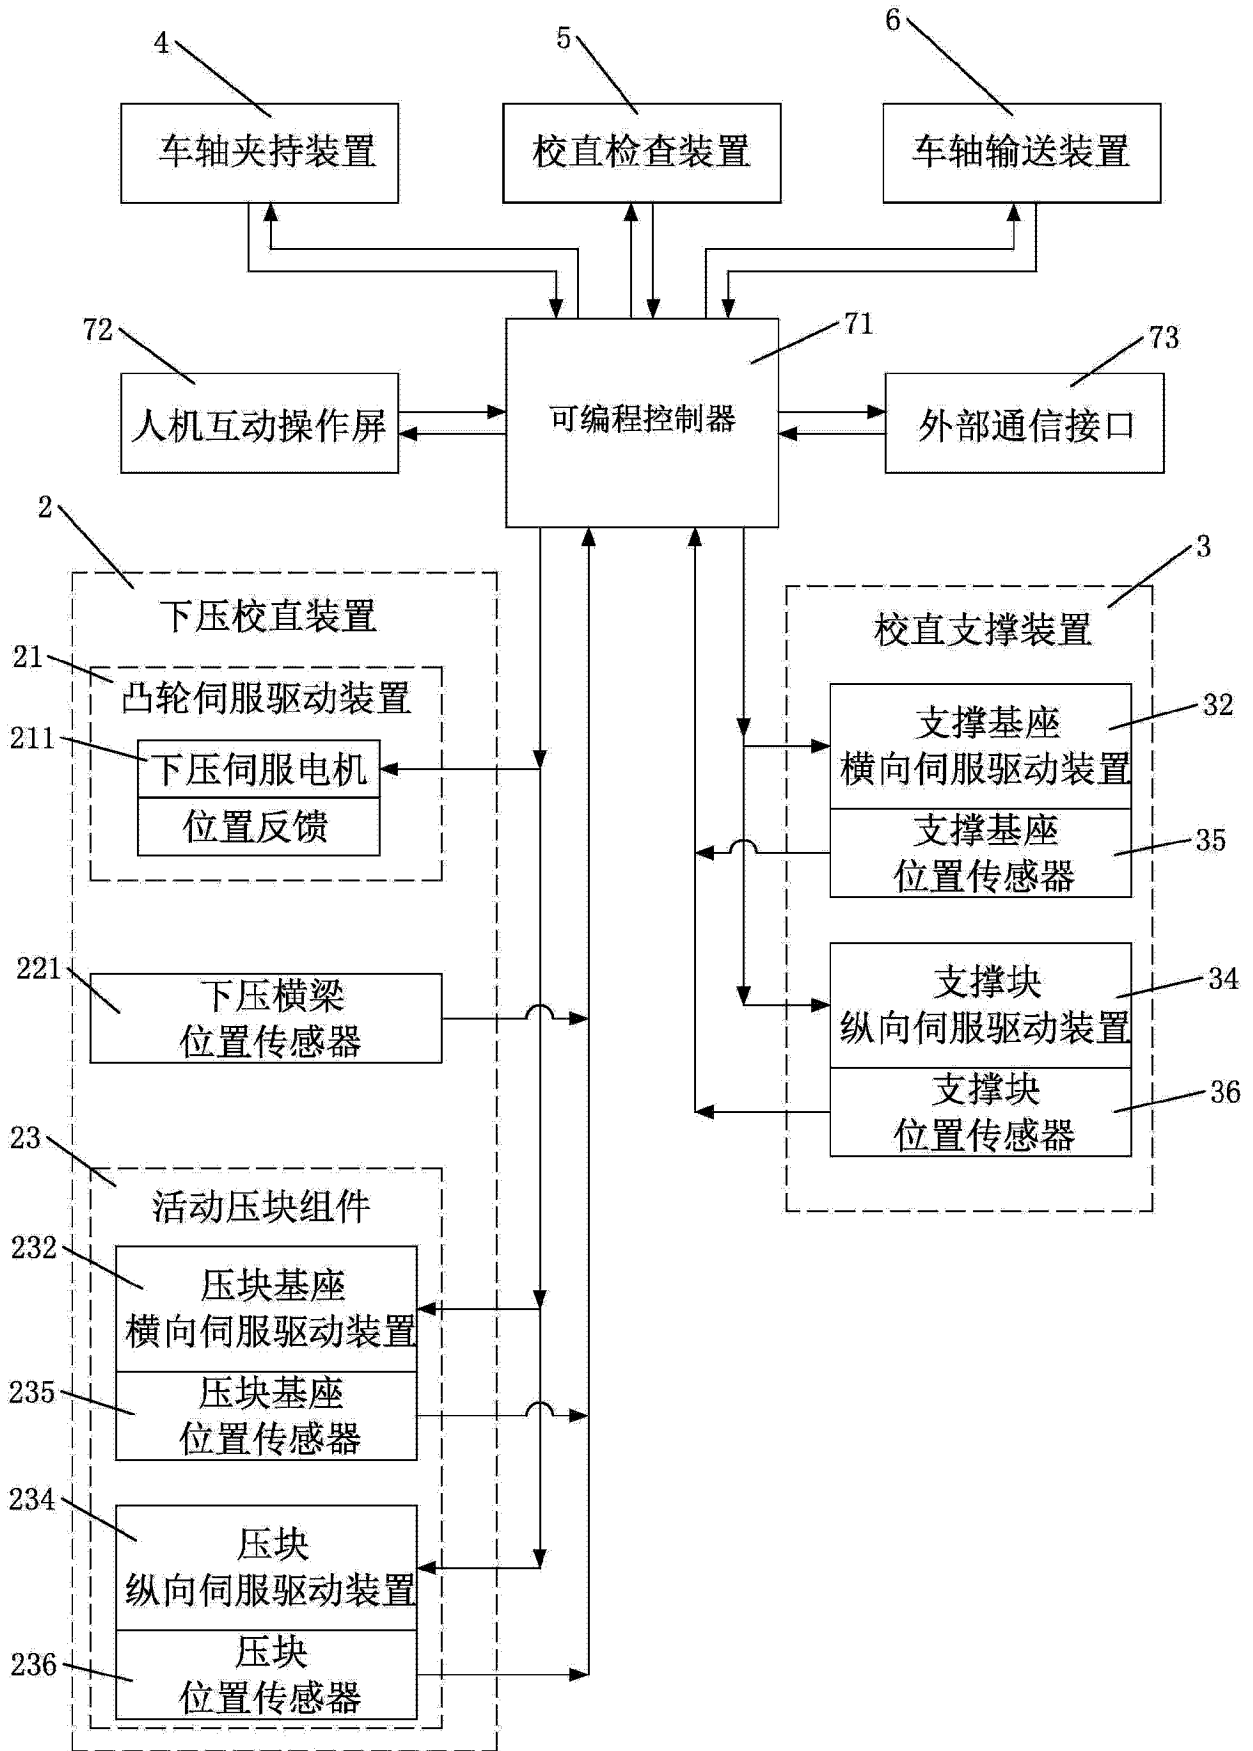 4
5
6
车轴夹持装置
校直检查装置
车轴输送装置
72
71
73
人机互动操作屏
可编程控制器
外部通信接口
2
下压校直装置
21
凸轮伺服驱动装置
211
下压伺服电机
位置反馈
221
下压横梁
位置传感器
23
活动压块组件
232
压块基座
横向伺服驱动装置
235
压块基座
位置传感器
234
压块
纵向伺服驱动装置
236
压块
位置传感器
3
校直支撑装置
支撑基座
横向伺服驱动装置
32
支撑基座
位置传感器
35
支撑块
纵向伺服驱动装置
34
支撑块
位置传感器
36